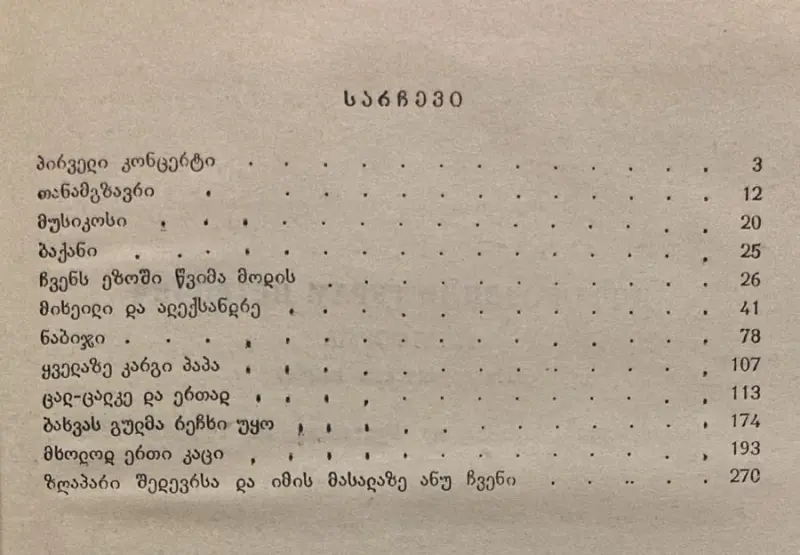 სარჩევი
პირველი კონცერტი . . . . . . . . . . . . . 3
თანამგზავრი . . . . . . . . . . . . . 12
მუსიკოსი . . . . . . . . . . . . . . 20
ბაქანი . . . . . . . . . . . . . . . 25
ჩვენს ეზოში წვიმა მოდის . . . . . . . . . . . 26
მიხეილი და ალექსანდრე . . . . . . . . . . . . 41
ნაბიჯი . . . . . . . . . . . . . . . 78
ყველაზე კარგი პაპა . . . . . . . . . . . . 107
ცალ-ცალკე და ერთად . . . . . . . . . . . . 113
ბახვას გულმა რეჩხი უყო . . . . . . . . . . . 174
მხოლოდ ერთი კაცი . . . . . . . . . . . . 193
ზღაპარი შედევრსა და იმის მასალაზე ანუ ჩვენი . . . . . . 270